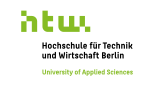 htw.
Hochschule für Technik
und Wirtschaft Berlin
University of Applied Sciences